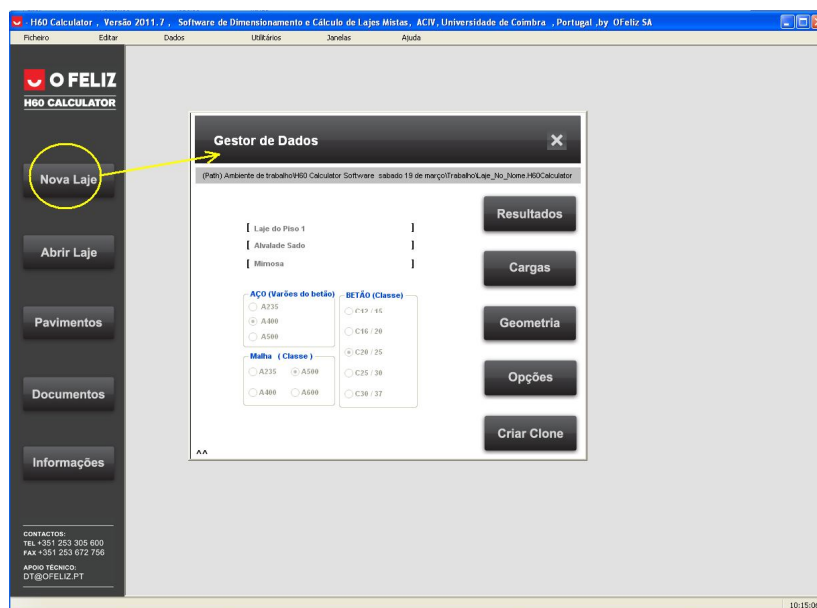 - H60 Calculator , Versão 2011.7 , Software de Dimensionamento e Cálculo de Lajes Mistas, ACIV, Universidade de Coimbra , Portugal ,by OFeliz SA
Ficheiro Editar Dados Utilitários Janelas Ajuda
O FELIZ
H60 CALCULATOR
Nova Laje
Abrir Laje
Pavimentos
Documentos
Informações
CONTACTOS:
TEL +351 253 305 600
FAX +351 253 672 756
APOIO TÉCNICO:
DT@OFELIZ.PT
Gestor de Dados
(Path) Ambiente de trabalho\H60 Calculator Software sabado 19 de março\Trabalho\Laje_No_Nome.H60Calculator
[ Laje do Piso 1 ]
[ Alvalade Sado ]
[ Mimosa ]
AÇO (Varões do betão)
A235
A400
A500
Malha ( Classe )
A235 A500
A400 A600
BETÃO (Classe)
C12 / 15
C16 / 20
C20 / 25
C25 / 30
C30 / 37
Resultados
Cargas
Geometria
Opções
Criar Clone
^^